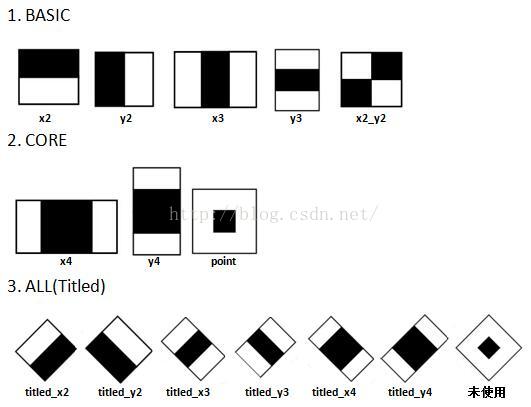 1. BASIC
x2 y2 x3 y3 x2_y2
2. CORE
http://blog.csdn.net/
x4 y4 point
3. ALL(Titled)
titled_x2 titled_y2 titled_x3 titled_y3 titled_x4 titled_y4 未使用